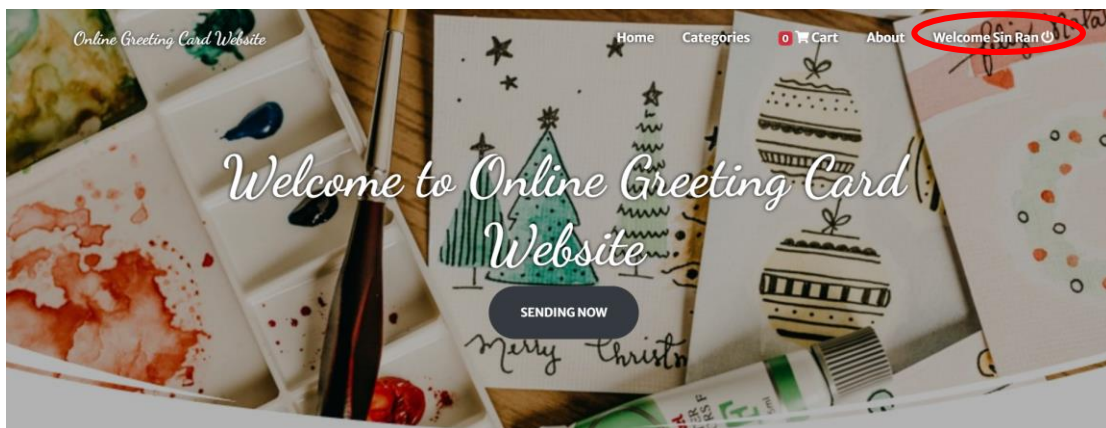 Online Greeting Card Website
Home Categories 0 Cart About Welcome Sin Ran
Welcome to Online Greeting Card
Website
SENDING NOW
Merry Christm